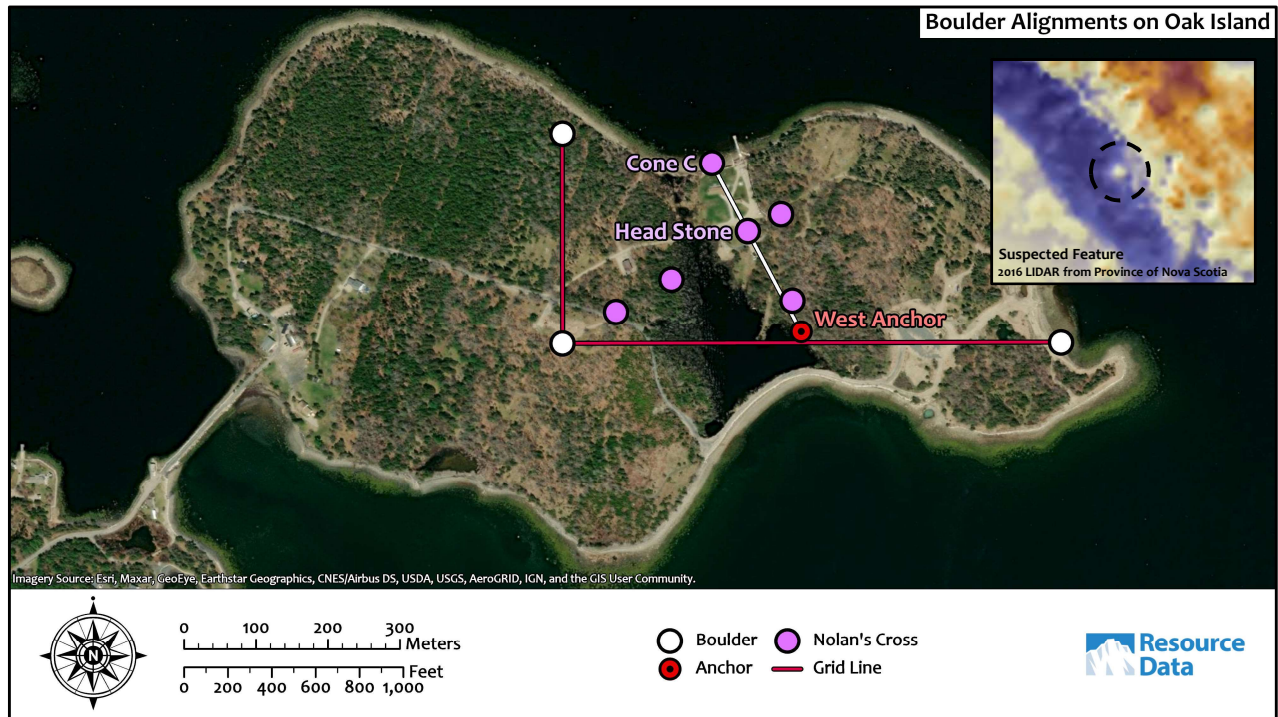 Boulder Alignments on Oak Island
Cone C
Head Stone
West Anchor
Suspected Feature
2016 LIDAR from Province of Nova Scotia
Imagery Source: Esri, Maxar, GeoEye, Earthstar Geographics, CNES/Airbus DS, USDA, USGS, AeroGRID, IGN, and the GIS User Community.
N
0 100 200 300
Meters
Feet
0 200 400 600 800 1,000
Boulder Nolan's Cross
Anchor Grid Line
Resource
Data